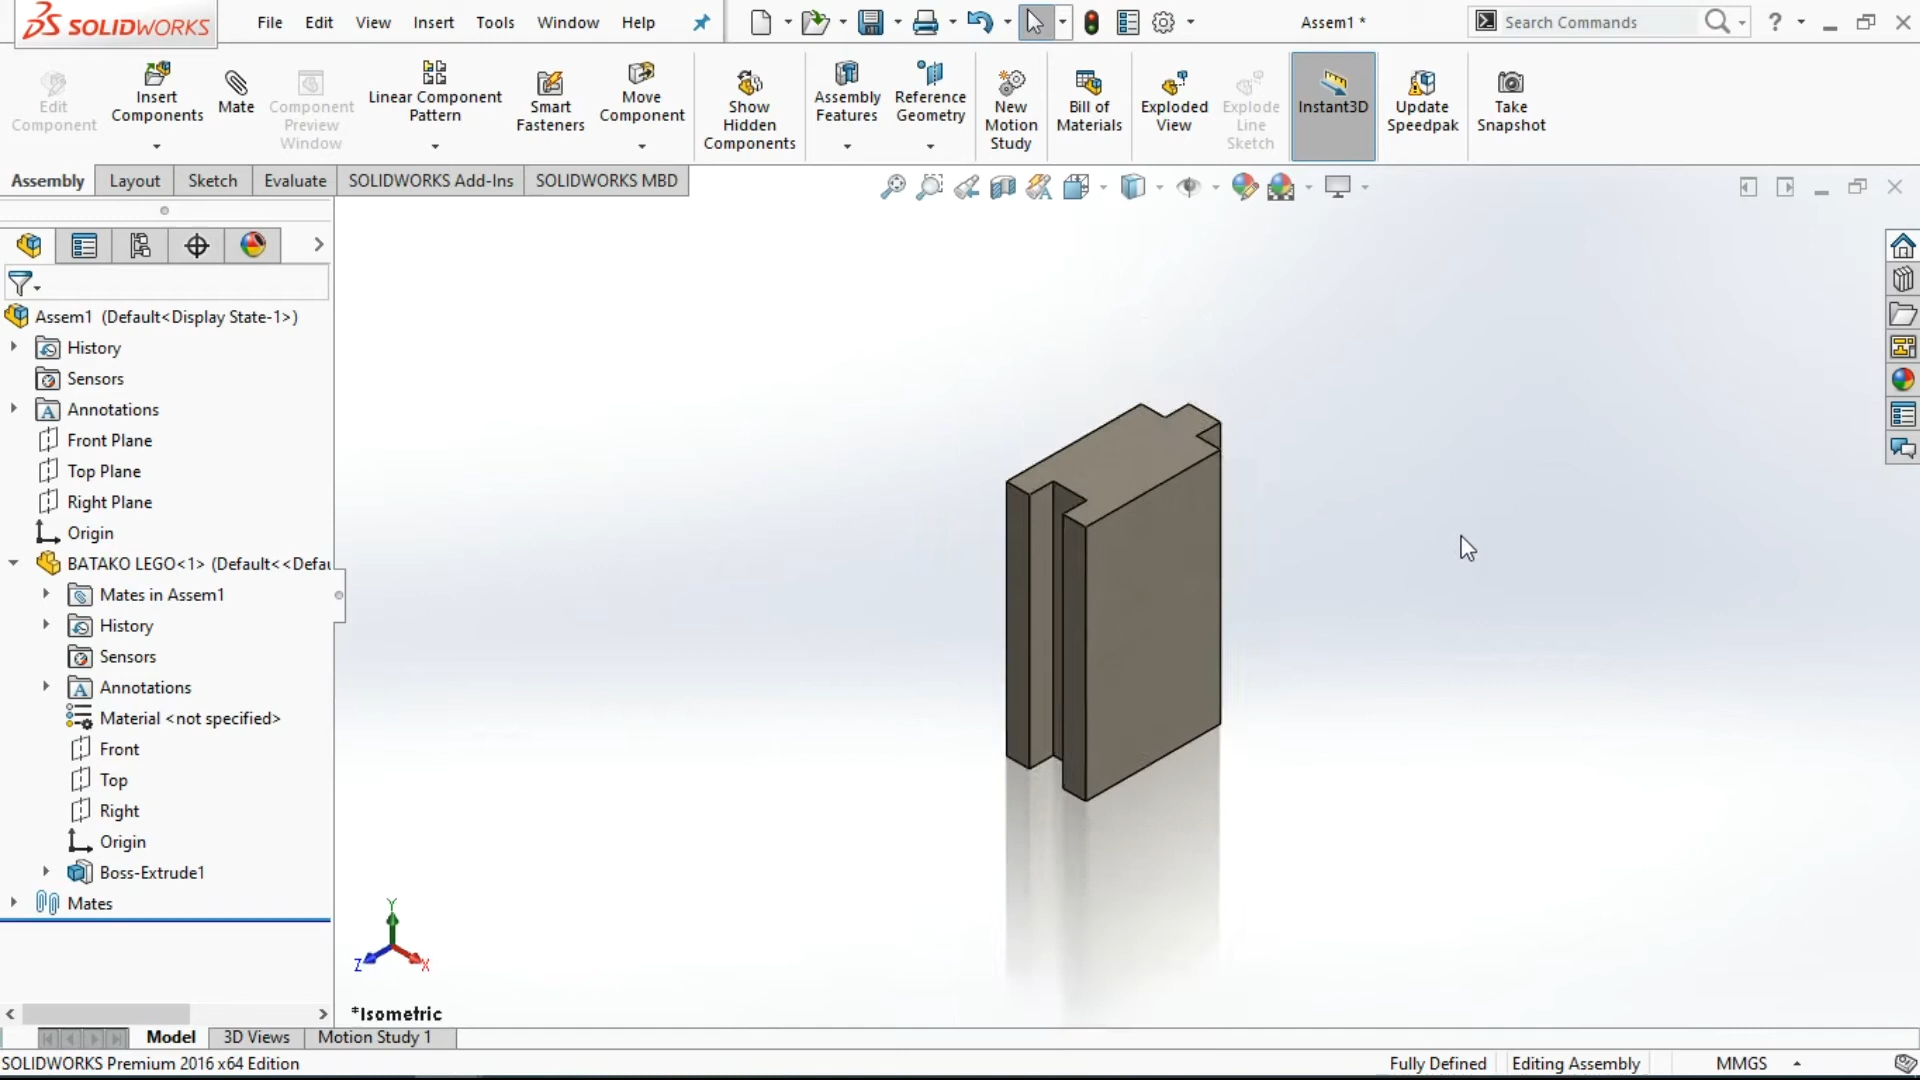 SOLIDWORKS
File Edit View Insert Tools Window Help
Assem1 *
Search Commands
?
Edit Component
Insert Components
Mate
Component Preview Window
Linear Component Pattern
Smart Fasteners
Move Component
Show Hidden Components
Assembly Features
Reference Geometry
New Motion Study
Bill of Materials
Exploded View
Explode Line Sketch
Instant3D
Update Speedpak
Take Snapshot
Assembly Layout Sketch Evaluate SOLIDWORKS Add-Ins SOLIDWORKS MBD
Assem1 (Default<Display State-1>)
History
Sensors
Annotations
Front Plane
Top Plane
Right Plane
Origin
BATAKO LEGO<1> (Default<<Defau
Mates in Assem1
History
Sensors
Annotations
Material <not specified>
Front
Top
Right
Origin
Boss-Extrude1
Mates
Y
Z
X
*Isometric
Model 3D Views Motion Study 1
SOLIDWORKS Premium 2016 x64 Edition
Fully Defined Editing Assembly MMGS